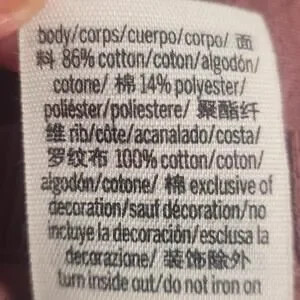 body/corps/cuerpo/corpo/ 面
料 86% cotton/coton/algodón/
cotone/ 棉 14% polyester/
poliéster/poliestere/ 聚酯纤
维 rib/côte/acanalado/costa/
罗纹布 100% cotton/coton/
algodón/cotone/ 棉 exclusive of
decoration/sauf décoration/no
incluye la decoración/esclusa la
decorazione/ 装饰除外
turn inside out/do not iron on